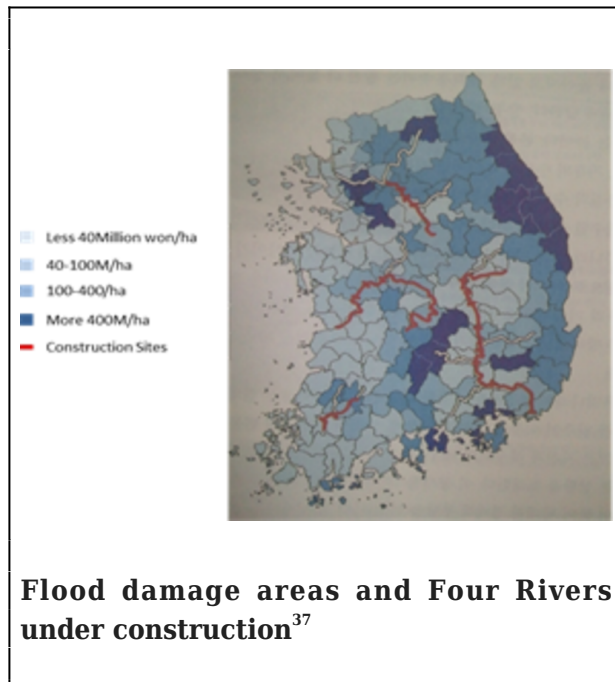 Less 40Million won/ha
40-100M/ha
100-400/ha
More 400M/ha
Construction Sites
Flood damage areas and Four Rivers
under construction37